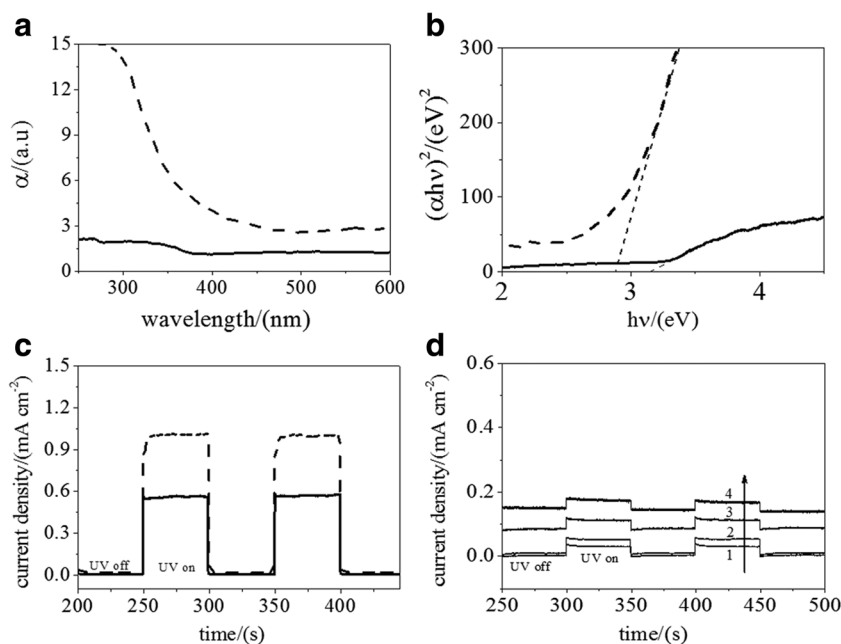 a
15
12
9
6
3
0
α/(a.u)
300 400 500 600
wavelength/(nm)
b
300
200
100
0
(αhν)²/(eV)²
2 3 4
hν/(eV)
c
1.5
1.2
0.9
0.6
0.3
0.0
current density/(mA cm⁻²)
UV off
UV on
200 250 300 350 400
time/(s)
d
0.6
0.4
0.2
0.0
current density/(mA cm⁻²)
4
3
2
1
UV off
UV on
250 300 350 400 450 500
time/(s)